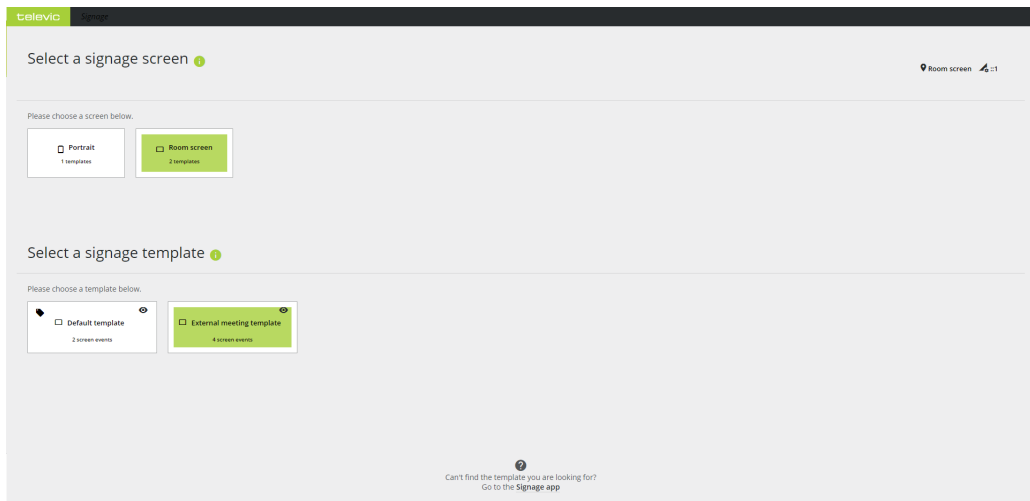 televic Signage
Select a signage screen
Room screen ::1
Please choose a screen below.
Portrait
1 templates
Room screen
2 templates
Select a signage template
Please choose a template below.
Default template
2 screen events
External meeting template
4 screen events
Can't find the template you are looking for?
Go to the Signage app